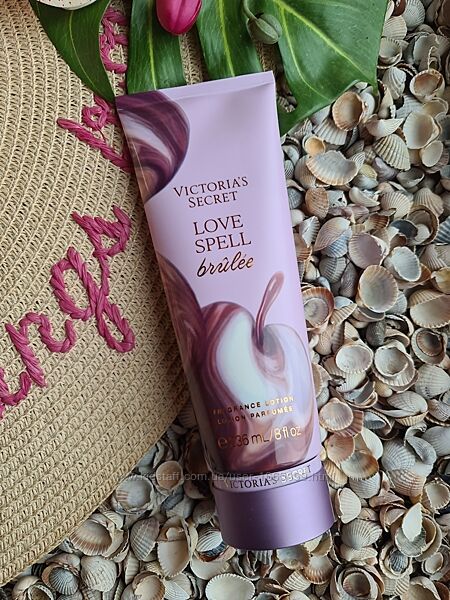 VICTORIA'S
SECRET
LOVE
SPELL
brûlée
FRAGRANCE LOTION
LOTION PARFUMÉE
℮ 236 mL/8 fl oz
VICTORIA'S SECRET